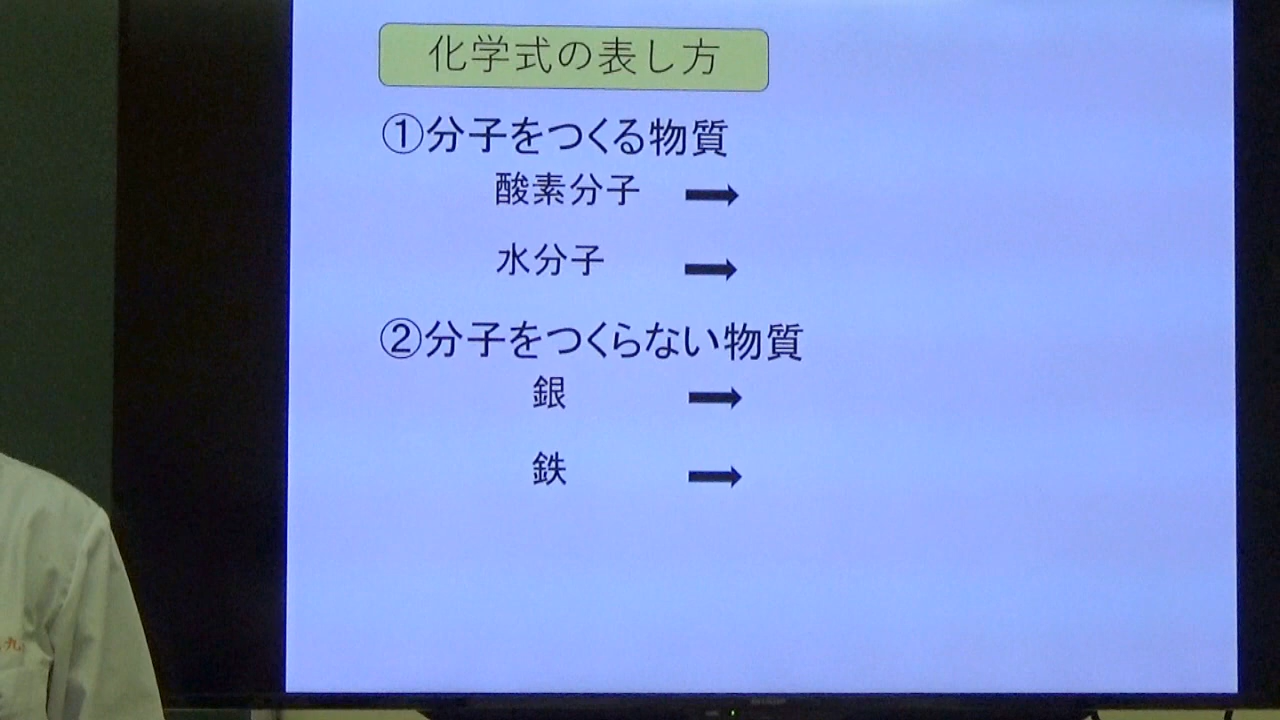 化学式の表し方
①分子をつくる物質
酸素分子 ➡
水分子 ➡
②分子をつくらない物質
銀 ➡
鉄 ➡
九